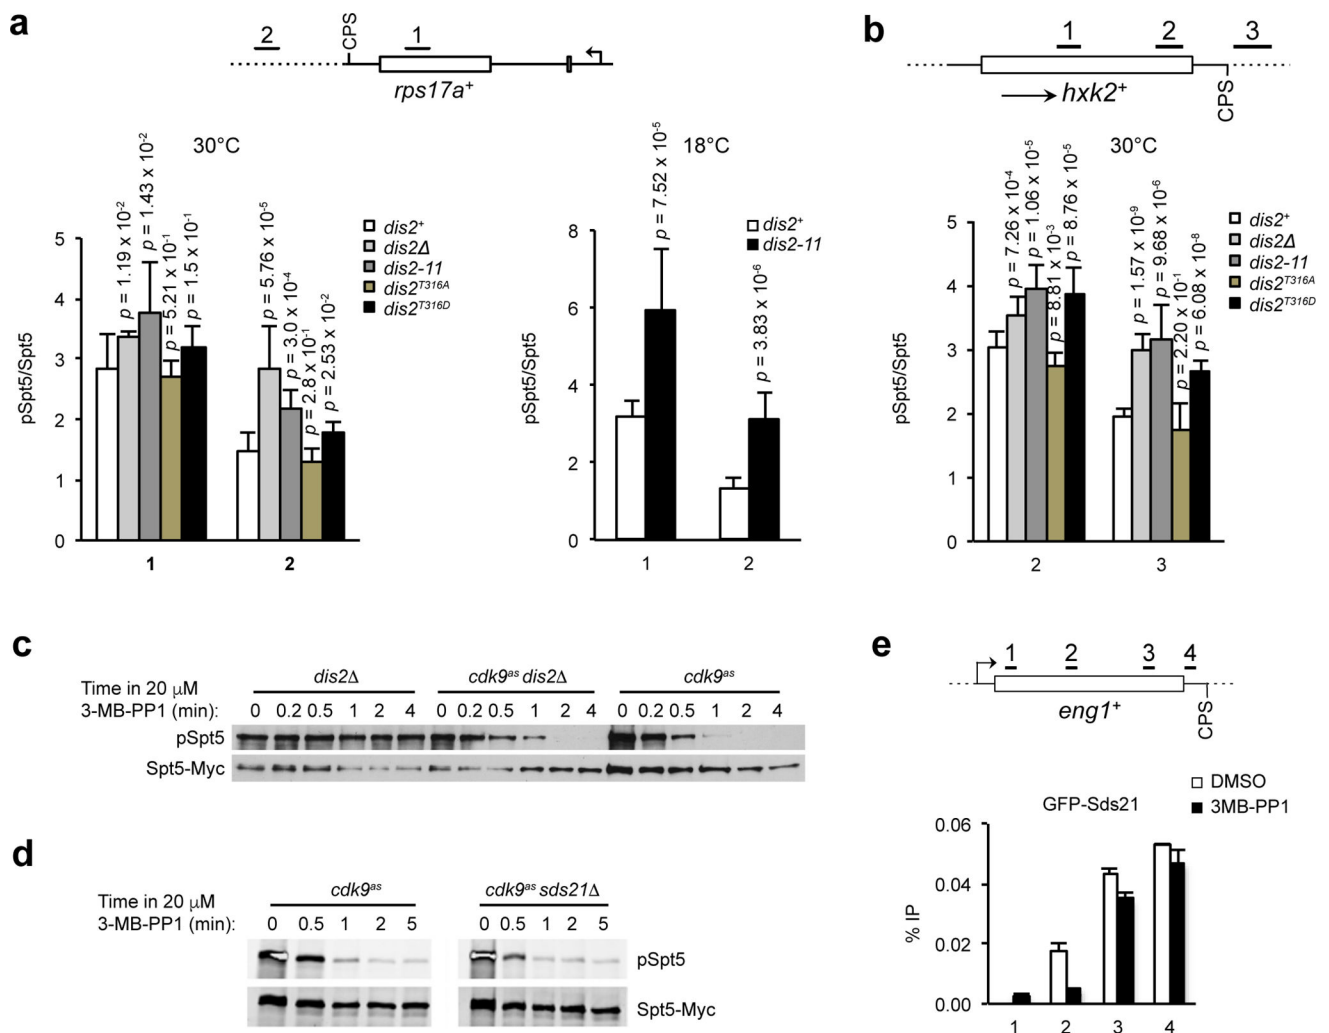 a
2
CPS
1
rps17a⁺
30°C
18°C
pSpt5/Spt5
5
4
3
2
1
0
p = 1.19 x 10⁻²
p = 1.43 x 10⁻²
p = 5.21 x 10⁻¹
p = 1.5 x 10⁻¹
p = 5.76 x 10⁻⁵
p = 3.0 x 10⁻⁴
p = 2.8 x 10⁻¹
p = 2.53 x 10⁻²
1
2
dis2⁺
dis2Δ
dis2-11
dis2ᵀ³¹⁶ᴬ
dis2ᵀ³¹⁶ᴰ
pSpt5/Spt5
8
6
4
2
0
p = 7.52 x 10⁻⁵
p = 3.83 x 10⁻⁶
1
2
dis2⁺
dis2-11
b
1
2
3
hxk2⁺
CPS
30°C
pSpt5/Spt5
5
4
3
2
1
0
p = 7.26 x 10⁻⁴
p = 1.06 x 10⁻⁵
p = 8.81 x 10⁻³
p = 8.76 x 10⁻⁵
p = 1.57 x 10⁻⁹
p = 9.68 x 10⁻⁶
p = 2.20 x 10⁻¹
p = 6.08 x 10⁻⁸
2
3
dis2⁺
dis2Δ
dis2-11
dis2ᵀ³¹⁶ᴬ
dis2ᵀ³¹⁶ᴰ
c
dis2Δ cdk9ᵃˢ dis2Δ cdk9ᵃˢ
Time in 20 μM
3-MB-PP1 (min): 0 0.2 0.5 1 2 4 0 0.2 0.5 1 2 4 0 0.2 0.5 1 2 4
pSpt5
Spt5-Myc
d
cdk9ᵃˢ cdk9ᵃˢ sds21Δ
Time in 20 μM
3-MB-PP1 (min): 0 0.5 1 2 5 0 0.5 1 2 5
pSpt5
Spt5-Myc
e
1
2
3
4
eng1⁺
CPS
DMSO
3MB-PP1
GFP-Sds21
% IP
0.06
0.04
0.02
0.00
1
2
3
4